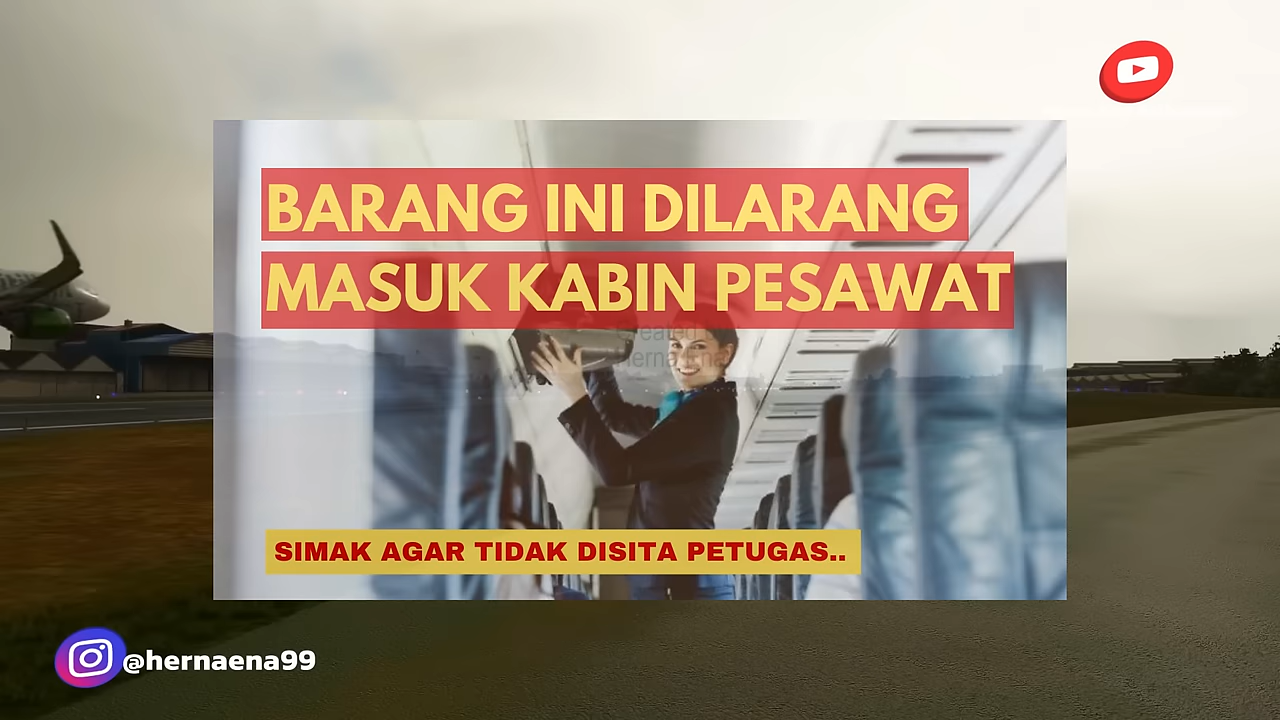 BARANG INI DILARANG
MASUK KABIN PESAWAT
SIMAK AGAR TIDAK DISITA PETUGAS..
@hernaena99